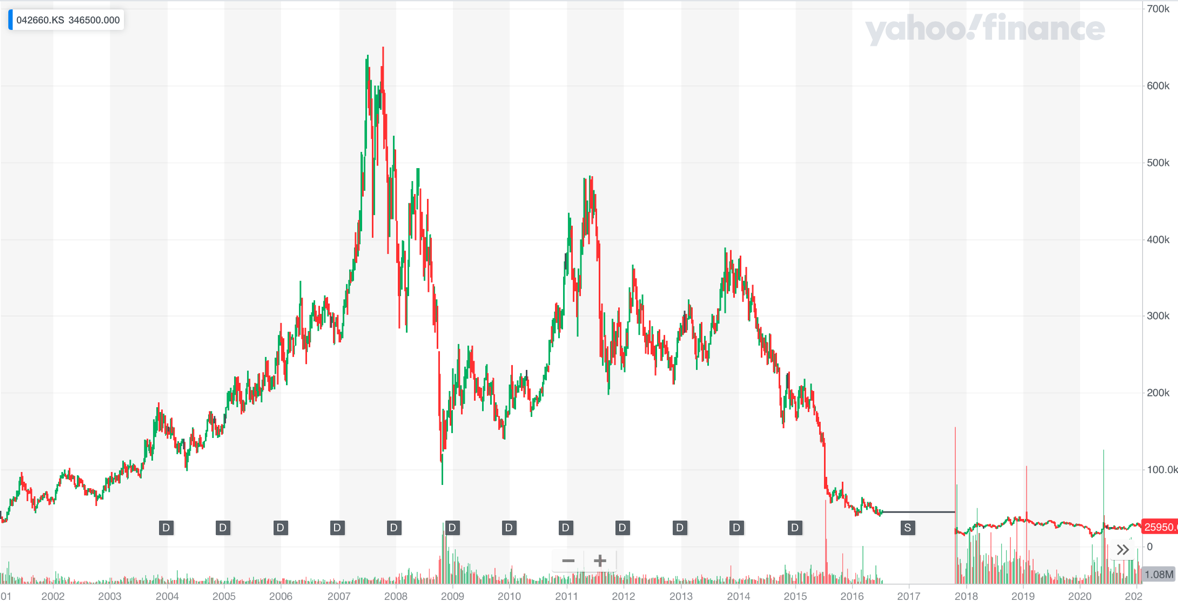 042660.KS 346500.000
yahoo!finance
700k
600k
500k
400k
300k
200k
100.0k
25950.0
0
1.08M
D D D D D D D D D D D D S
− +
01 2002 2003 2004 2005 2006 2007 2008 2009 2010 2011 2012 2013 2014 2015 2016 2017 2018 2019 2020 202